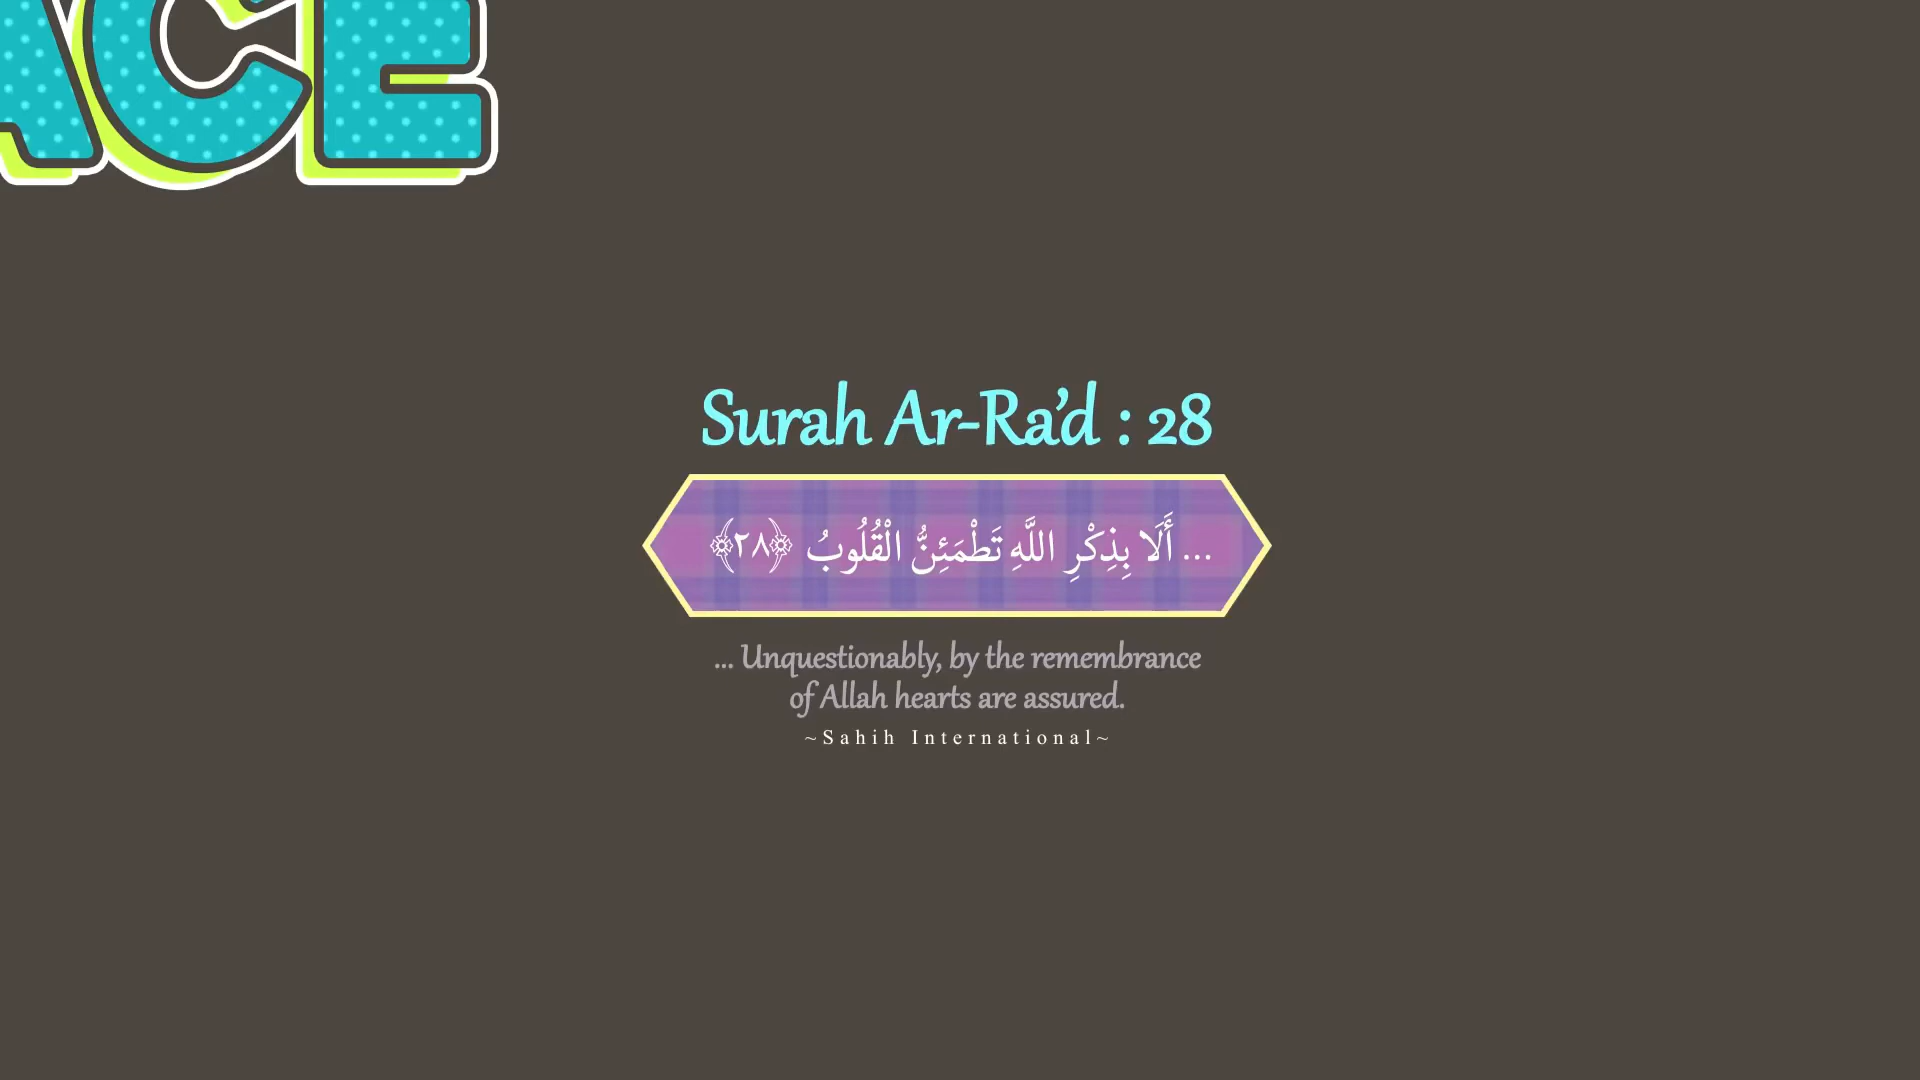 ACE
Surah Ar-Ra’d : 28
... أَلَا بِذِكْرِ اللَّهِ تَطْمَئِنُّ الْقُلُوبُ ﴿٢٨﴾
... Unquestionably, by the remembrance
of Allah hearts are assured.
~Sahih International~